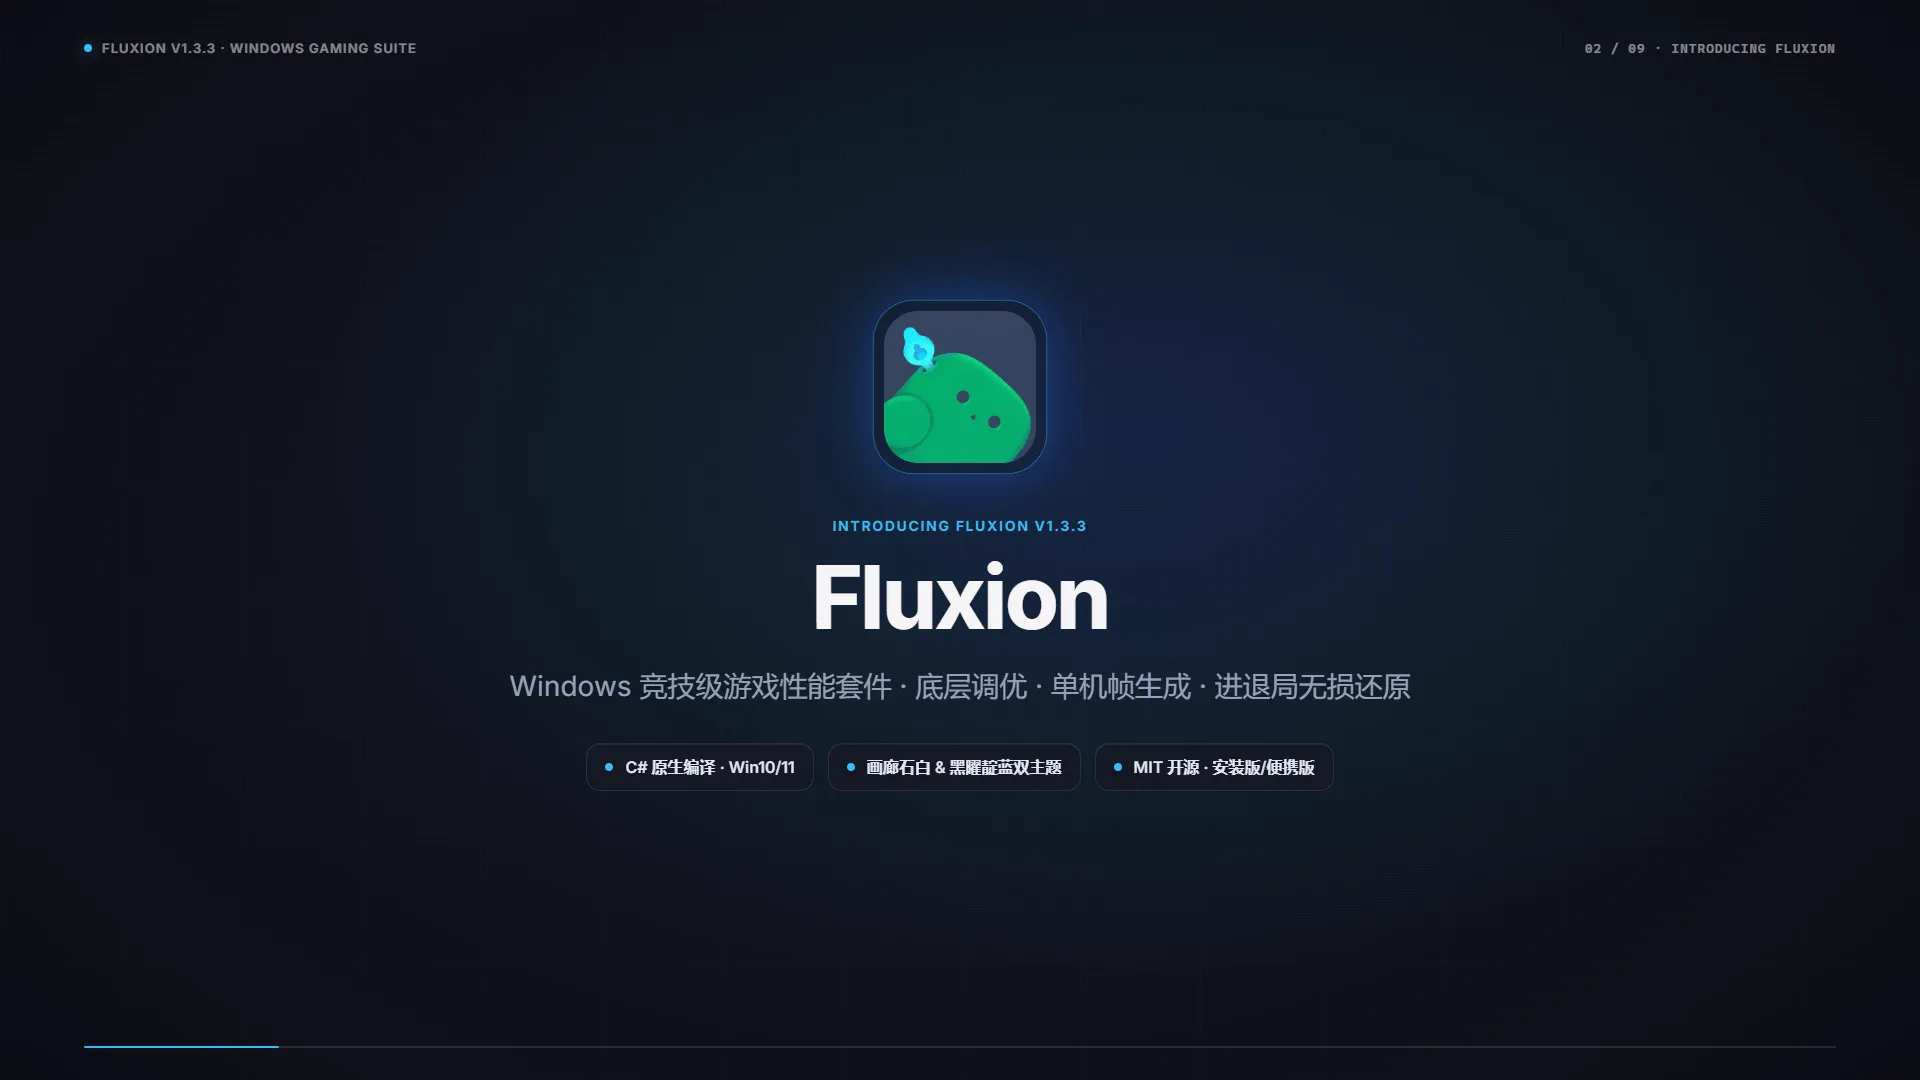 FLUXION V1.3.3 · WINDOWS GAMING SUITE
02 / 09 · INTRODUCING FLUXION
INTRODUCING FLUXION V1.3.3
Fluxion
Windows 竞技级游戏性能套件 · 底层调优 · 单机帧生成 · 进退局无损还原
C# 原生编译 · Win10/11
画廊石白 & 黑曜靛蓝双主题
MIT 开源 · 安装版/便携版